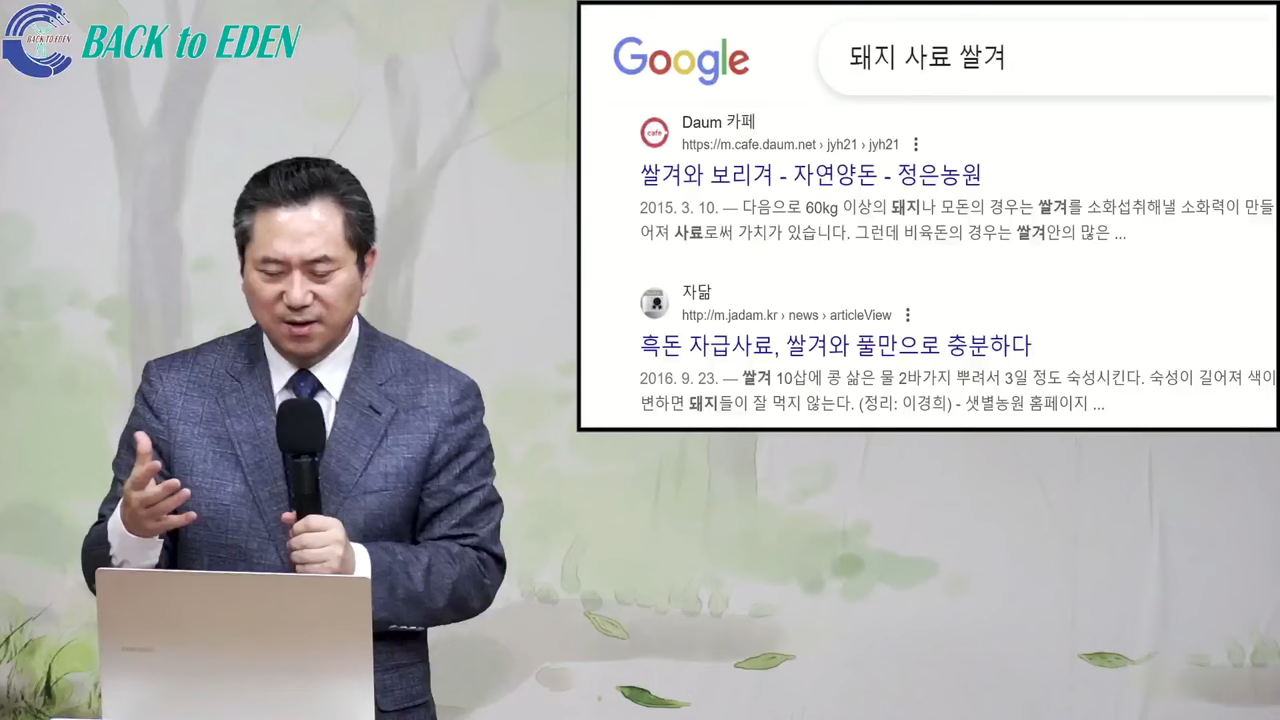 BACK TO EDEN
BACK to EDEN
Google
돼지 사료 쌀겨
cafe
Daum 카페
https://m.cafe.daum.net › jyh21 › jyh21
쌀겨와 보리겨 - 자연양돈 - 정은농원
2015. 3. 10. — 다음으로 60kg 이상의 돼지나 모돈의 경우는 쌀겨를 소화섭취해낼 소화력이 만들
어져 사료로써 가치가 있습니다. 그런데 비육돈의 경우는 쌀겨안의 많은 ...
자닮
http://m.jadam.kr › news › articleView
흑돈 자급사료, 쌀겨와 풀만으로 충분하다
2016. 9. 23. — 쌀겨 10삽에 콩 삶은 물 2바가지 뿌려서 3일 정도 숙성시킨다. 숙성이 길어져 색이
변하면 돼지들이 잘 먹지 않는다. (정리: 이경희) - 샛별농원 홈페이지 ...